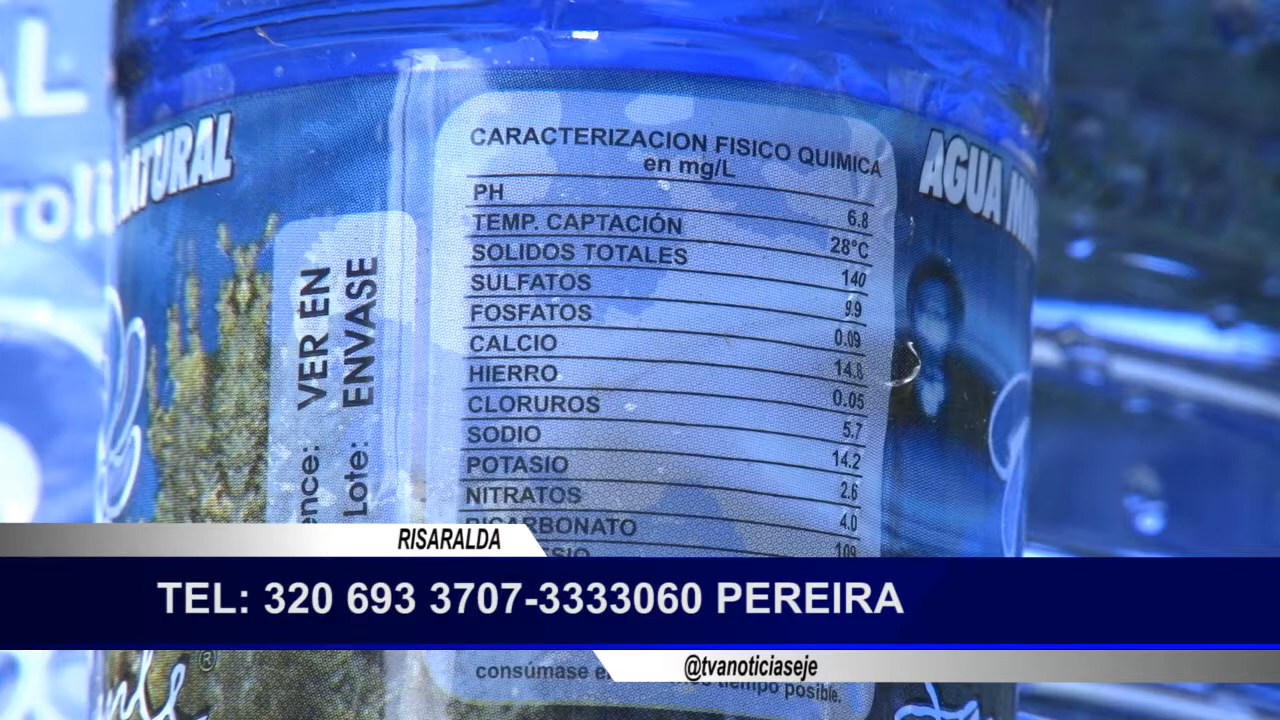 NATURAL
CARACTERIZACION FISICO QUIMICA
en mg/L
PH 6.8
TEMP. CAPTACIÓN 28°C
SOLIDOS TOTALES 140
SULFATOS 9.9
FOSFATOS 0.09
CALCIO 14.8
HIERRO 0.05
CLORUROS 5.7
SODIO 14.2
POTASIO 2.6
NITRATOS 4.0
BICARBONATO 109
AGUA
VER EN
ENVASE
Lote:
RISARALDA
TEL: 320 693 3707-3333060 PEREIRA
@tvanoticiaseje
consúmase
tiempo posible.